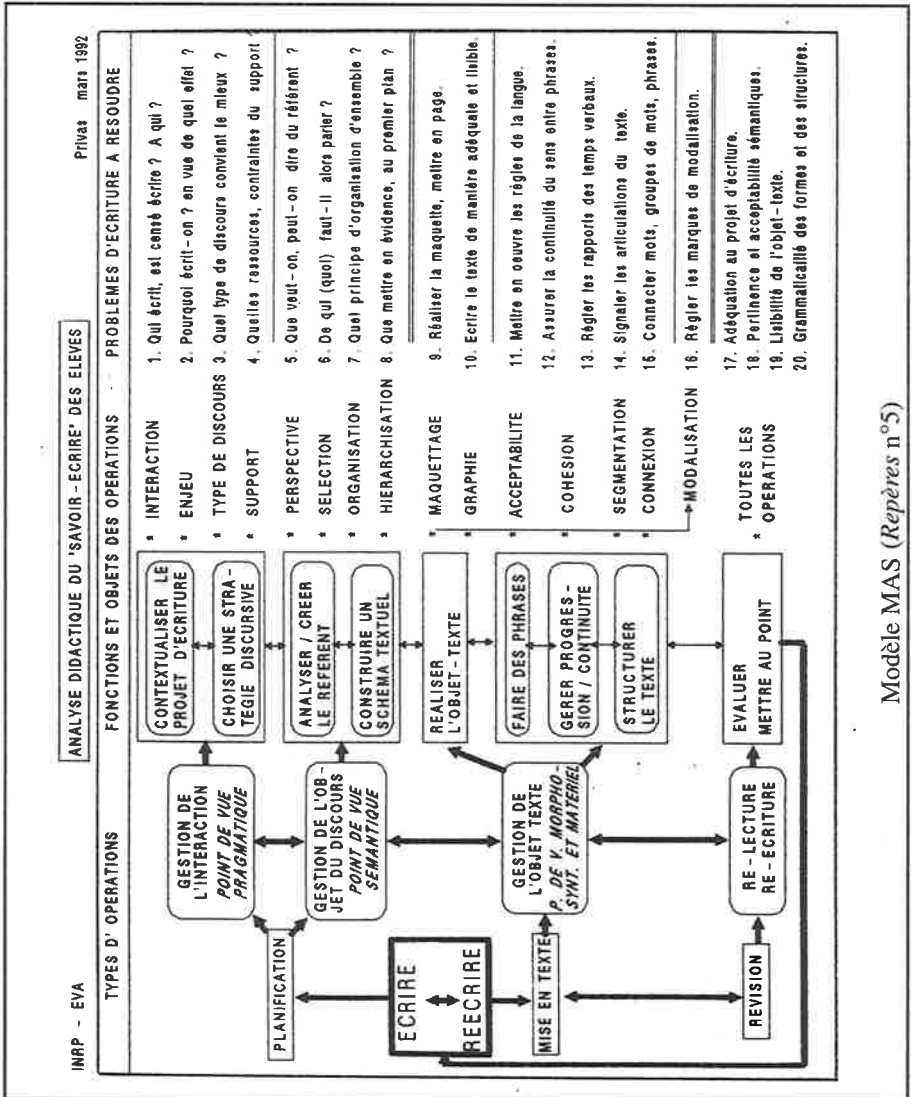 INRP - EVA
Privas mars 1992
ANALYSE DIDACTIQUE DU 'SAVOIR-ECRIRE' DES ELEVES
TYPES D' OPERATIONS
FONCTIONS ET OBJETS DES OPERATIONS
PROBLEMES D'ECRITURE A RESOUDRE
PLANIFICATION
ECRIRE
REECRIRE
MISE EN TEXTE
REVISION
GESTION DE
L'INTERACTION
POINT DE VUE
PRAGMATIQUE
GESTION DE L'OB-
JET DU DISCOURS
POINT DE VUE
SEMANTIQUE
GESTION DE
L'OBJET TEXTE
P. DE V. MORPHO-
SYNT. ET MATERIEL
RE-LECTURE
RE-ECRITURE
CONTEXTUALISER LE
PROJET D'ECRITURE
CHOISIR UNE STRA-
TEGIE DISCURSIVE
ANALYSER / CREER
LE REFERENT
CONSTRUIRE UN
SCHEMA TEXTUEL
REALISER
L'OBJET-TEXTE
FAIRE DES PHRASES
GERER PROGRES-
SION / CONTINUITE
STRUCTURER
LE TEXTE
EVALUER
METTRE AU POINT
* INTERACTION
* ENJEU
* TYPE DE DISCOURS
* SUPPORT
* PERSPECTIVE
* SELECTION
* ORGANISATION
* HIERARCHISATION
* MAQUETTAGE
* GRAPHIE
* ACCEPTABILITE
* COHESION
* SEGMENTATION
* CONNEXION
MODALISATION
* TOUTES LES
OPERATIONS
1. Qui écrit, est censé écrire ? A qui ?
2. Pourquoi écrit-on ? en vue de quel effet ?
3. Quel type de discours convient le mieux ?
4. Quelles ressources, contraintes du support ?
5. Que veut-on, peut-on dire du référent ?
6. De qui (quoi) faut-il alors parler ?
7. Quel principe d'organisation d'ensemble ?
8. Que mettre en évidence, au premier plan ?
9. Réaliser la maquette, mettre en page.
10. Ecrire le texte de manière adéquate et lisible.
11. Mettre en oeuvre les règles de la langue.
12. Assurer la continuité du sens entre phrases.
13. Régler les rapports des temps verbaux.
14. Signaler les articulations du texte.
15. Connecter mots, groupes de mots, phrases.
16. Régler les marques de modalisation.
17. Adéquation au projet d'écriture.
18. Pertinence et acceptabilité sémantiques.
19. Lisibilité de l'objet-texte.
20. Grammaticalité des formes et des structures.
Modèle MAS (Repères n°5)